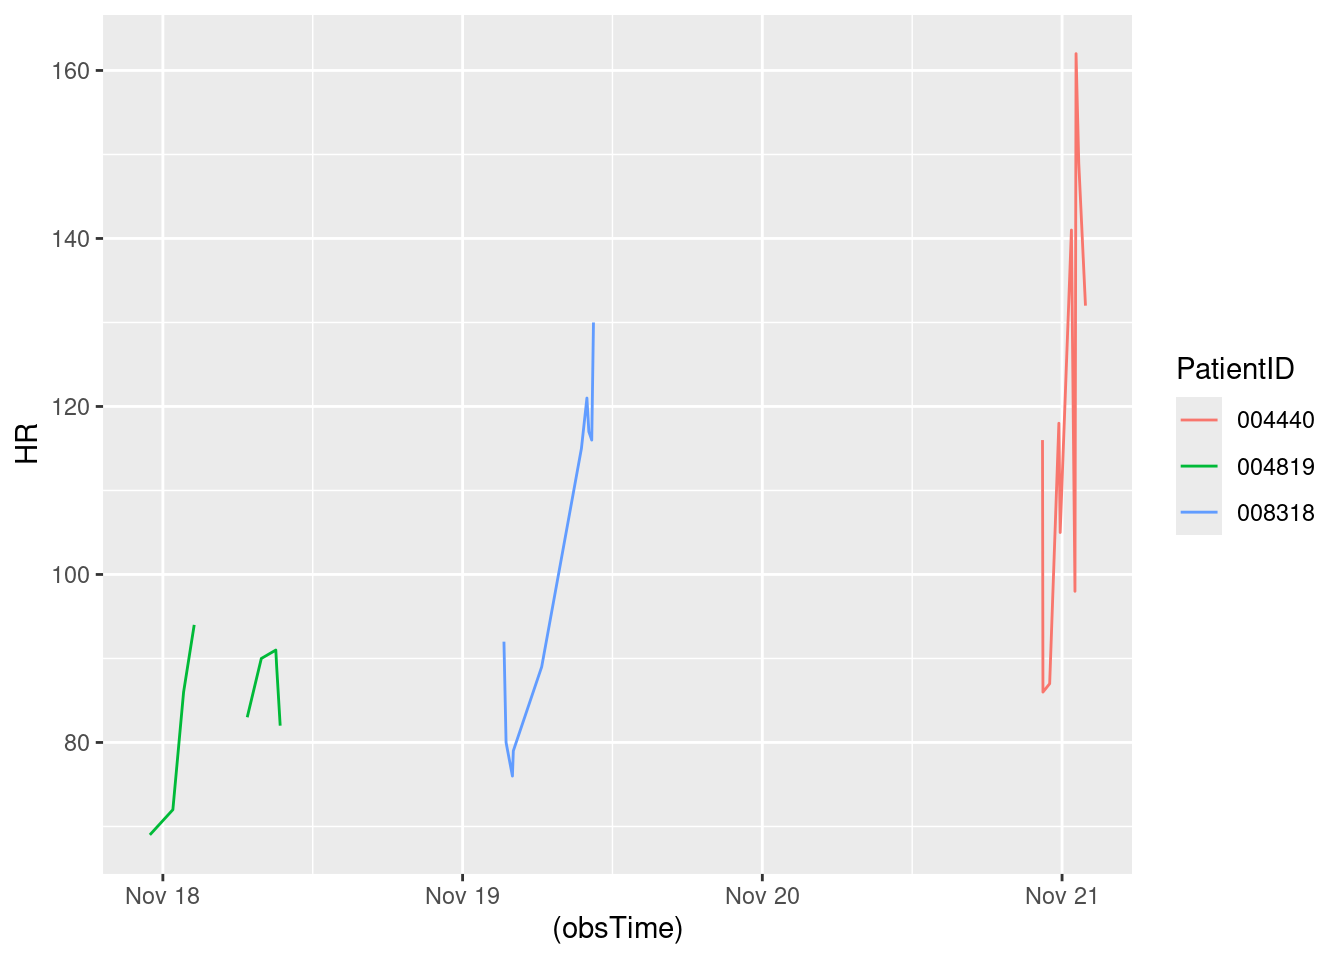 160
140
120
100
80
HR
Nov 18
Nov 19
Nov 20
Nov 21
(obsTime)
PatientID
004440
004819
008318